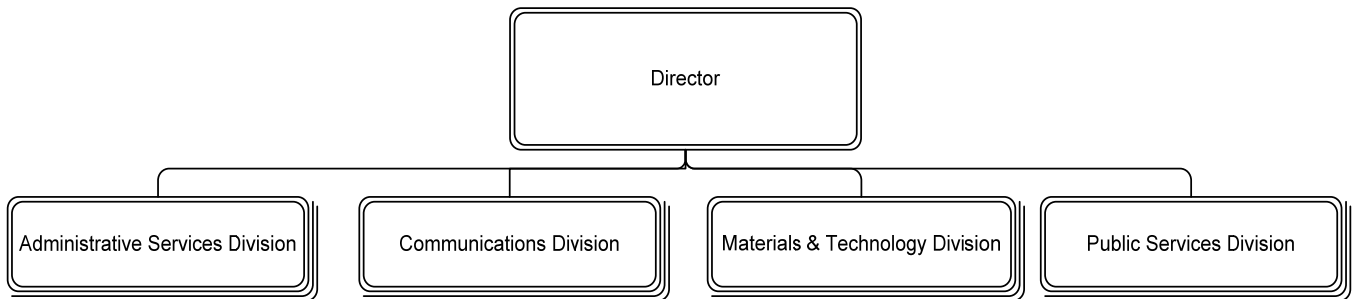 Director
Administrative Services Division
Communications Division
Materials & Technology Division
Public Services Division